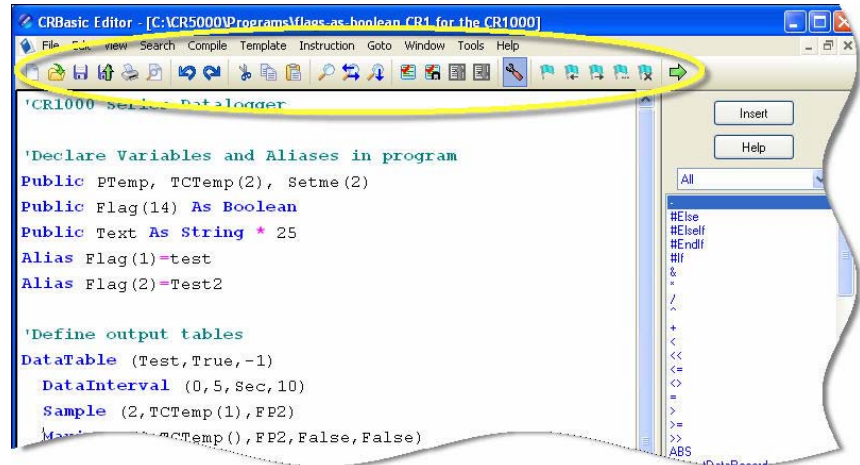 CRBasic Editor - [C:\CR5000\Programs\flags-as-boolean.CR1 for the CR1000]
File Edit View Search Compile Template Instruction Goto Window Tools Help
'CR1000 Series Datalogger
'Declare Variables and Aliases in program
Public PTemp, TCTemp(2), Setme(2)
Public Flag(14) As Boolean
Public Text As String * 25
Alias Flag(1)=test
Alias Flag(2)=Test2
'Define output tables
DataTable (Test,True,-1)
DataInterval (0,5,Sec,10)
Sample (2,TCTemp(1),FP2)
TCTemp(),FP2,False,False)
Insert
Help
All
-
#Else
#ElseIf
#EndIf
#If
&
*
/
^
+
<
<<
<=
<>
=
>
>=
>>
ABS